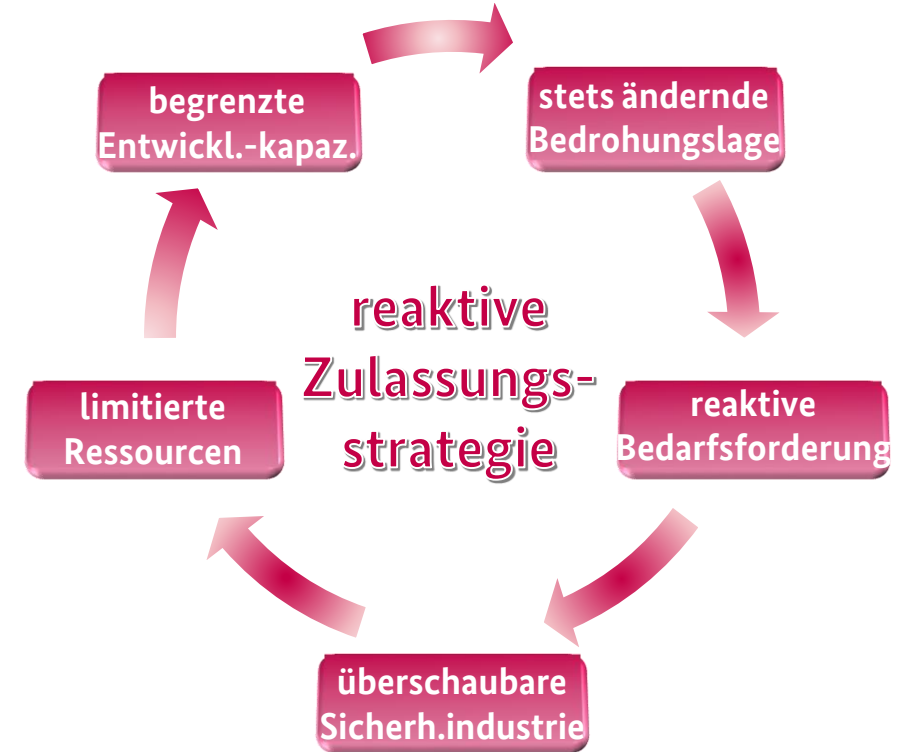 begrenzte
Entwickl.-kapaz.
stets ändernde
Bedrohungslage
reaktive
Zulassungs-
strategie
limitierte
Ressourcen
reaktive
Bedarfsforderung
überschaubare
Sicherh.industrie